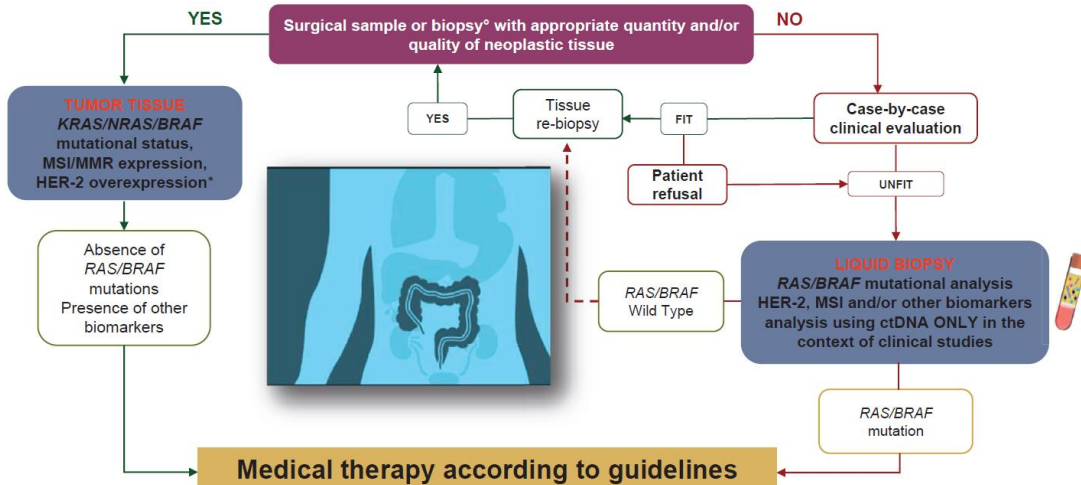 YES
Surgical sample or biopsy° with appropriate quantity and/or
quality of neoplastic tissue
NO
TUMOR TISSUE
KRAS/NRAS/BRAF
mutational status,
MSI/MMR expression,
HER-2 overexpression*
YES
Tissue
re-biopsy
FIT
Case-by-case
clinical evaluation
Patient
refusal
UNFIT
Absence of
RAS/BRAF
mutations
Presence of other
biomarkers
RAS/BRAF
Wild Type
LIQUID BIOPSY
RAS/BRAF mutational analysis
HER-2, MSI and/or other biomarkers
analysis using ctDNA ONLY in the
context of clinical studies
RAS/BRAF
mutation
Medical therapy according to guidelines